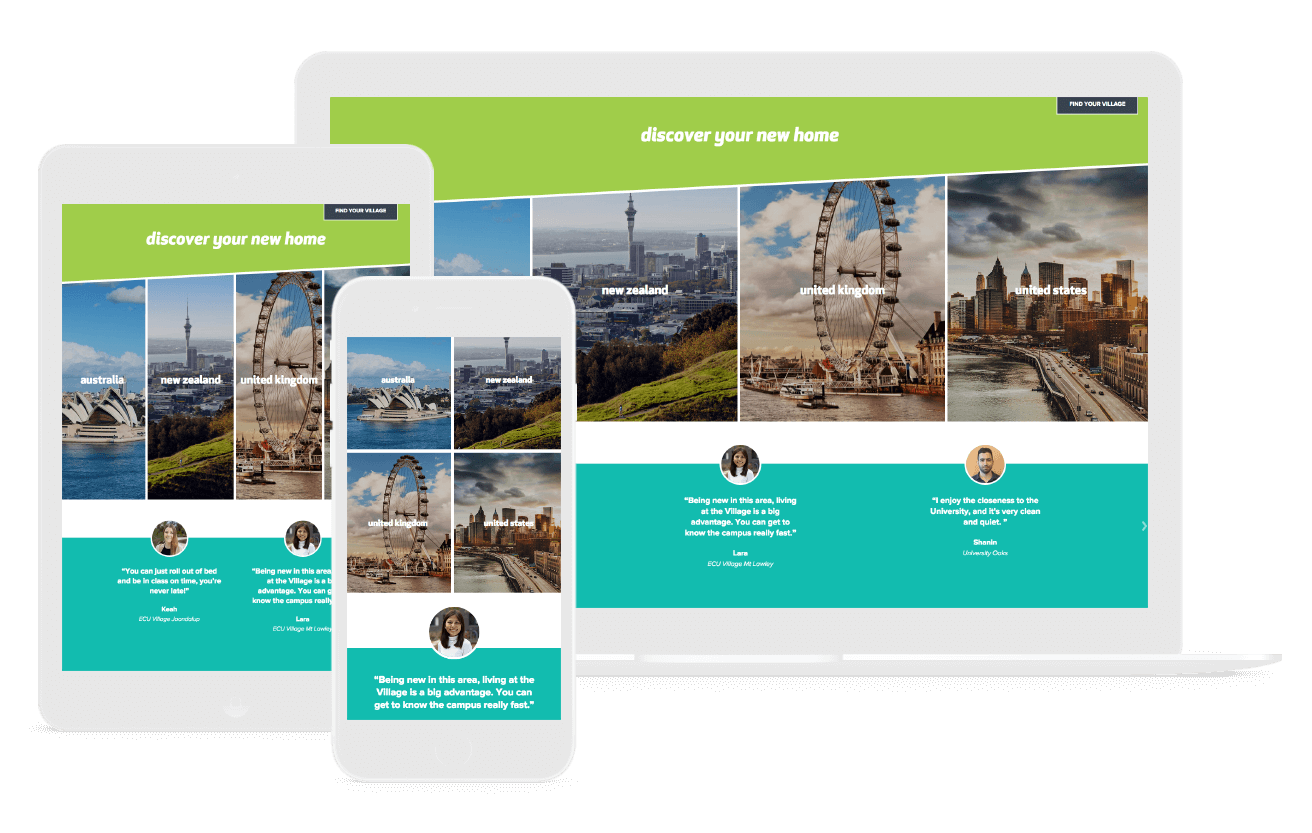 FIND YOUR VILLAGE
discover your new home
new zealand
united kingdom
united states
“Being new in this area, living
at the Village is a big
advantage. You can get to
know the campus really fast.”
Lara
ECU Village Mt Lawley
“I enjoy the closeness to the
University, and it's very clean
and quiet. ”
Shanin
University Oaks
FIND YOUR VILLAGE
discover your new home
australia
new zealand
united kingdom
“You can just roll out of bed
and be in class on time, you're
never late!”
ECU Village Joondalup
“Being new in this area
at the Village is a b
advantage. You can g
know the campus really
Lara
ECU Village Mt Lawley
australia
new zealand
united kingdom
united states
“Being new in this area, living at the
Village is a big advantage. You can
get to know the campus really fast.”